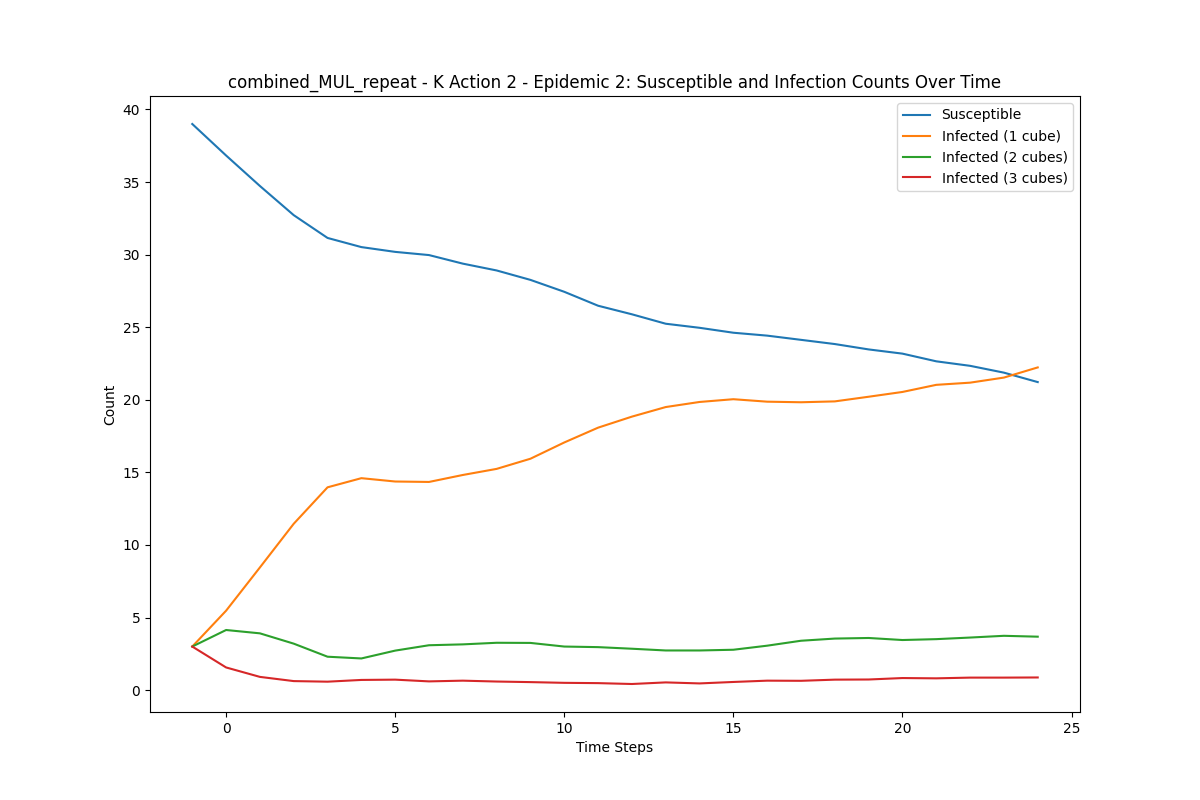 combined_MUL_repeat - K Action 2 - Epidemic 2: Susceptible and Infection Counts Over Time
Susceptible
Infected (1 cube)
Infected (2 cubes)
Infected (3 cubes)
40
35
30
25
20
15
10
5
0
Count
0 5 10 15 20 25
Time Steps